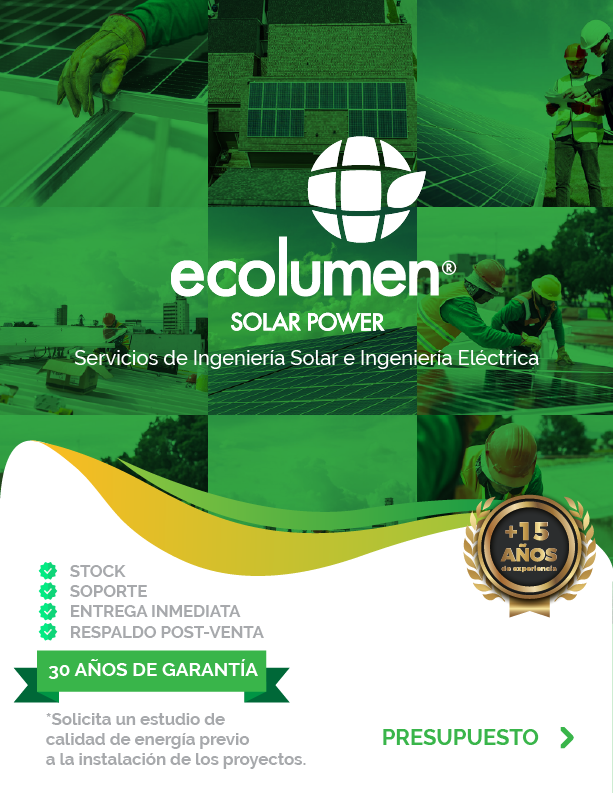 ecolumen®
SOLAR POWER
Servicios de Ingeniería Solar e Ingeniería Eléctrica
+15
AÑOS
de experiencia
STOCK
SOPORTE
ENTREGA INMEDIATA
RESPALDO POST-VENTA
30 AÑOS DE GARANTÍA
*Solicita un estudio de
calidad de energía previo
a la instalación de los proyectos.
PRESUPUESTO